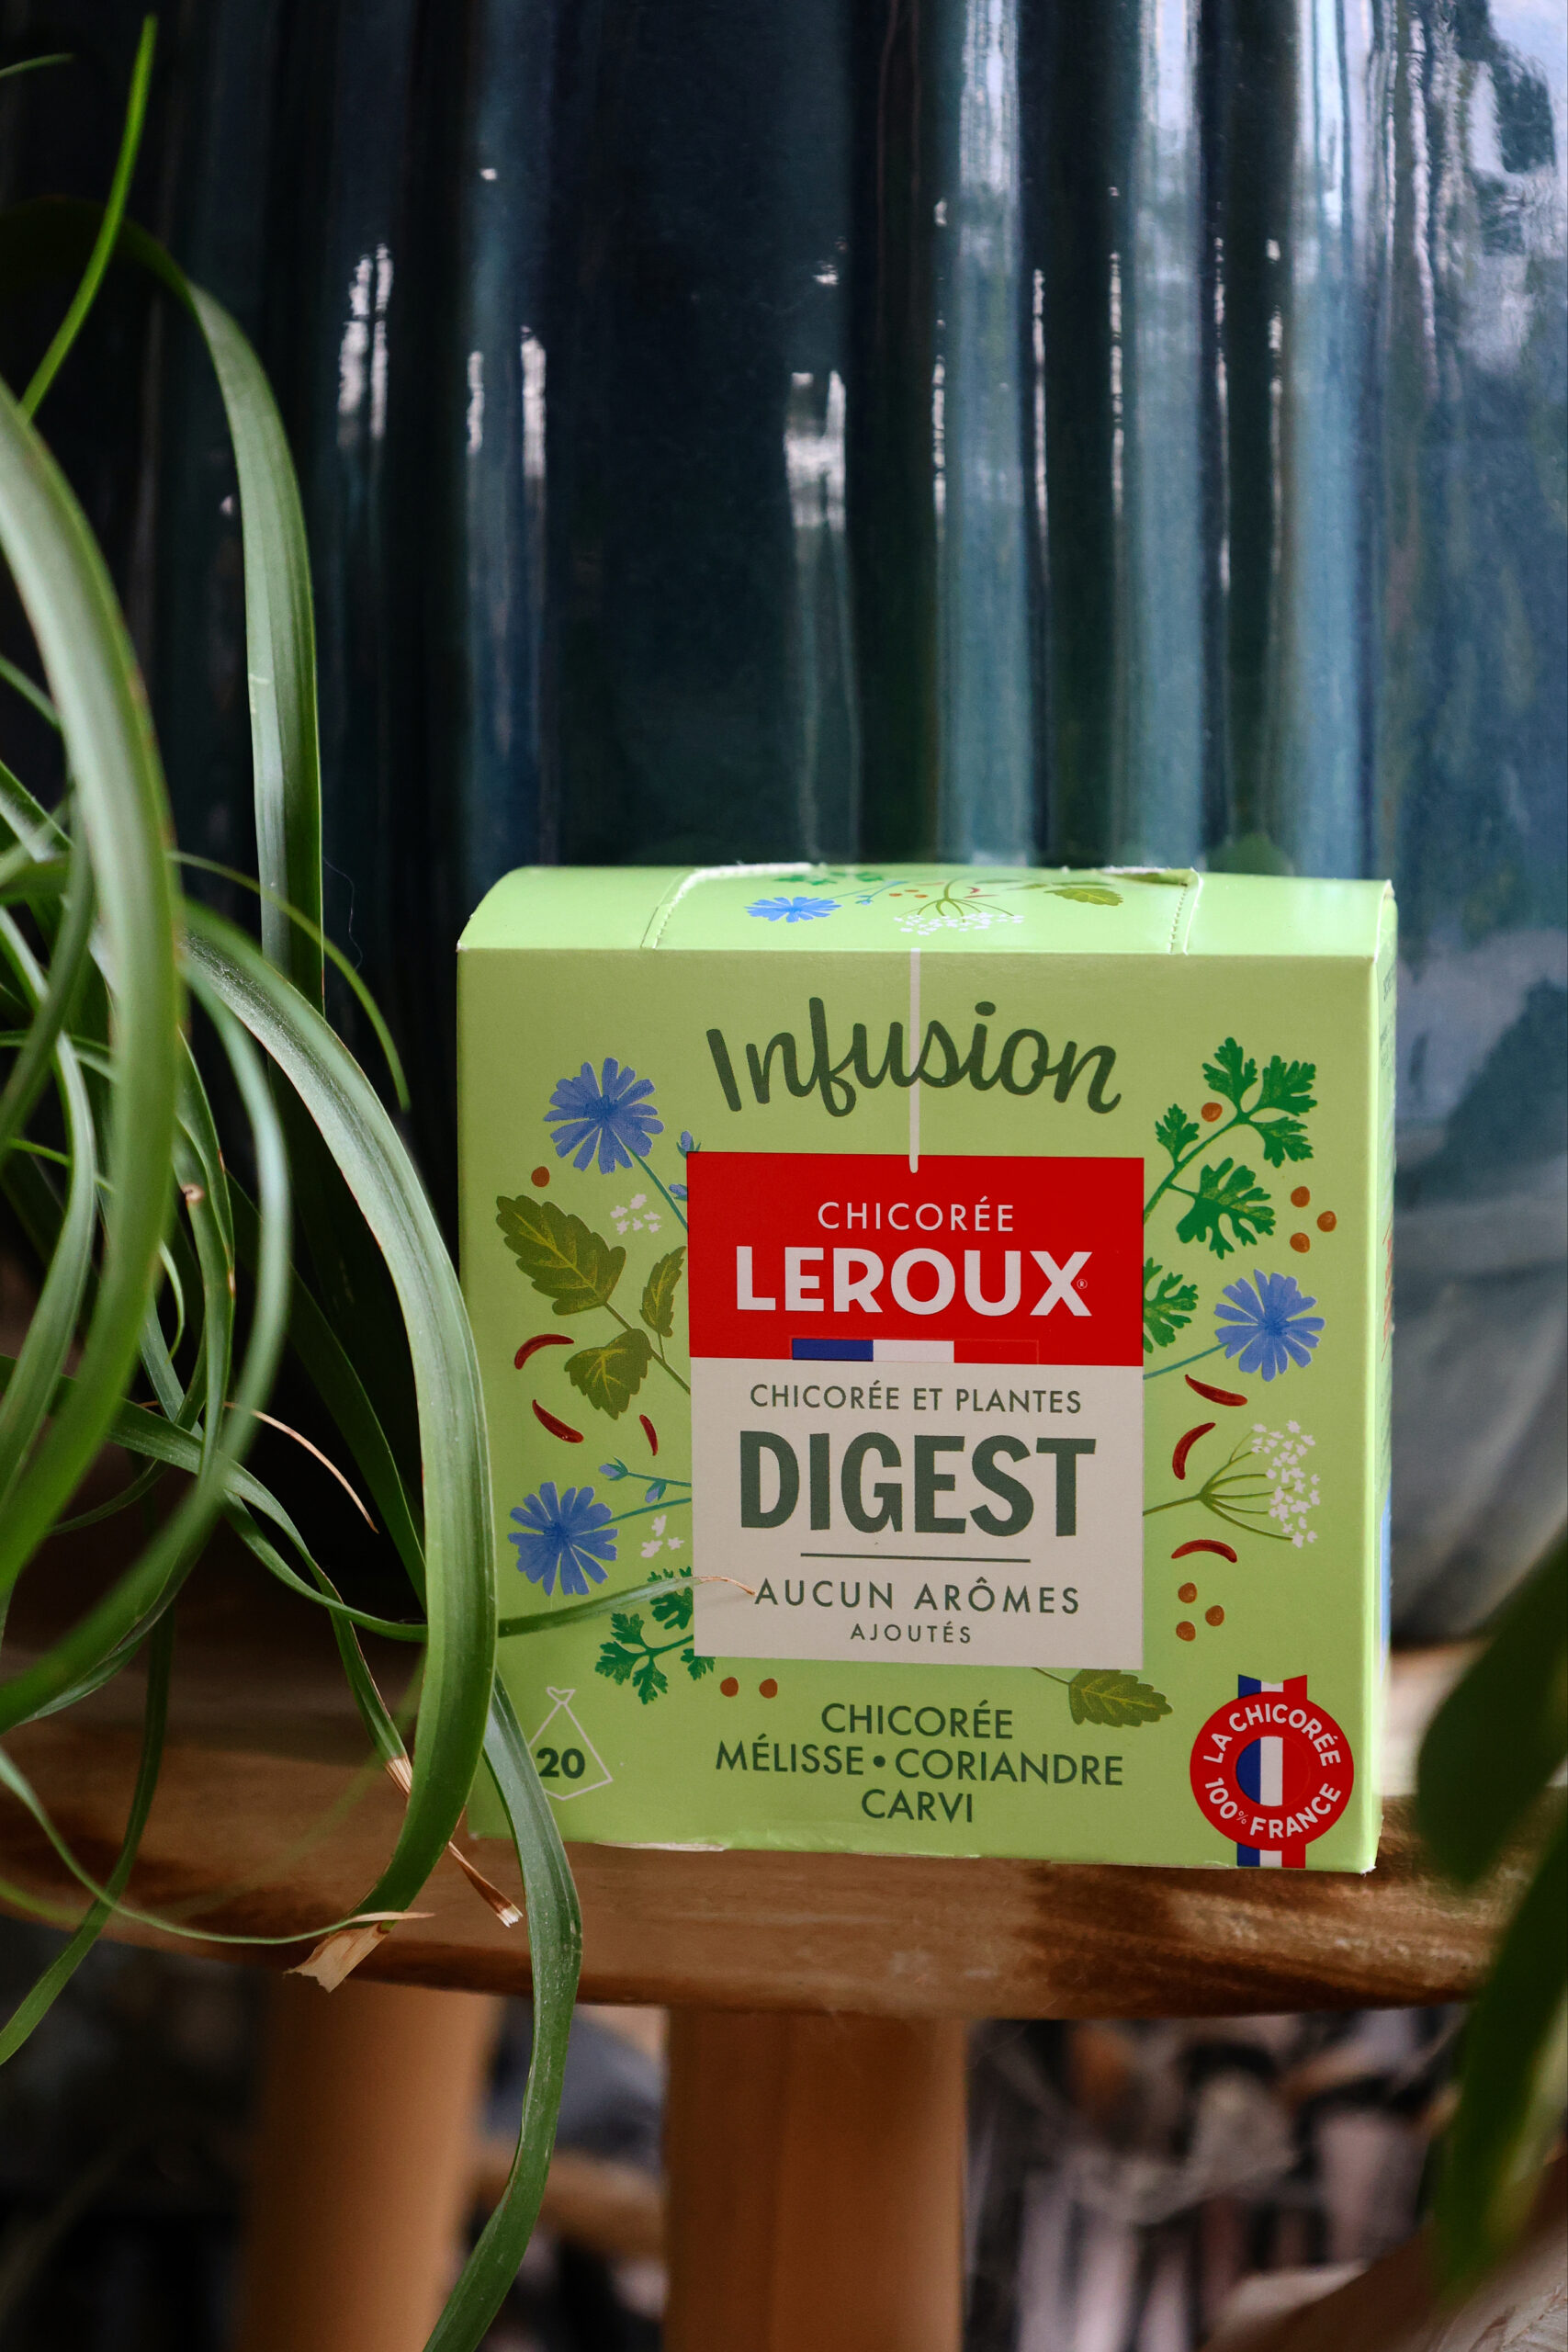 Infusion
CHICORÉE
LEROUX®
CHICORÉE ET PLANTES
DIGEST
AUCUN ARÔMES
AJOUTÉS
CHICORÉE
MÉLISSE • CORIANDRE
CARVI
20
LA CHICORÉE
100% FRANCE